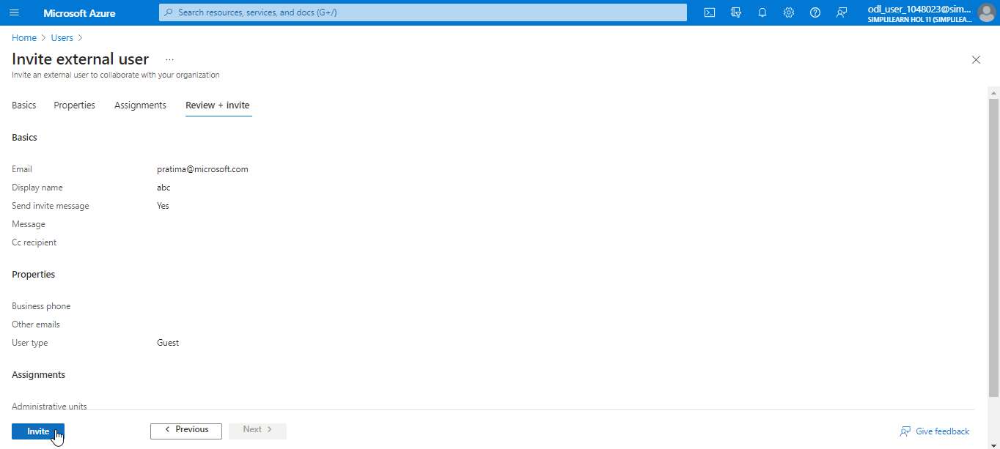 Microsoft Azure
Search resources, services, and docs (G+/)
odl_user_1048023@sim...
SIMPLILEARN HOL 11 (SIMPLILEA...
Home > Users >
Invite external user ...
Invite an external user to collaborate with your organization
Basics Properties Assignments Review + invite
Basics
Email pratima@microsoft.com
Display name abc
Send invite message Yes
Message
Cc recipient
Properties
Business phone
Other emails
User type Guest
Assignments
Administrative units
Invite < Previous Next > Give feedback